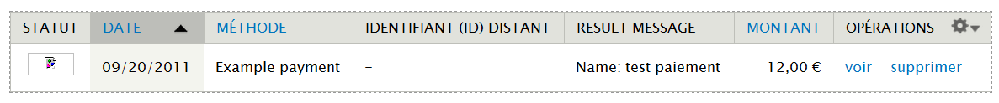 STATUT DATE MÉTHODE IDENTIFIANT (ID) DISTANT RESULT MESSAGE MONTANT OPÉRATIONS
09/20/2011 Example payment – Name: test paiement 12,00 € voir supprimer